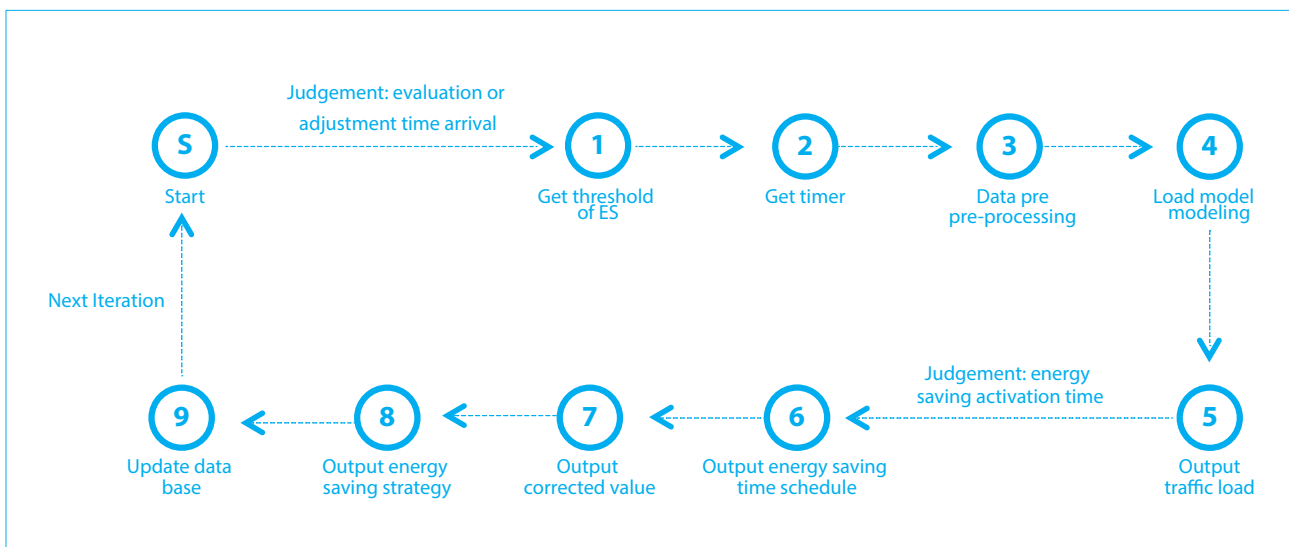 Judgement: evaluation or
adjustment time arrival
S
Start
1
Get threshold
of ES
2
Get timer
3
Data pre
pre-processing
4
Load model
modeling
Next Iteration
Judgement: energy
saving activation time
5
Output
traffic load
6
Output energy saving
time schedule
7
Output
corrected value
8
Output energy
saving strategy
9
Update data
base